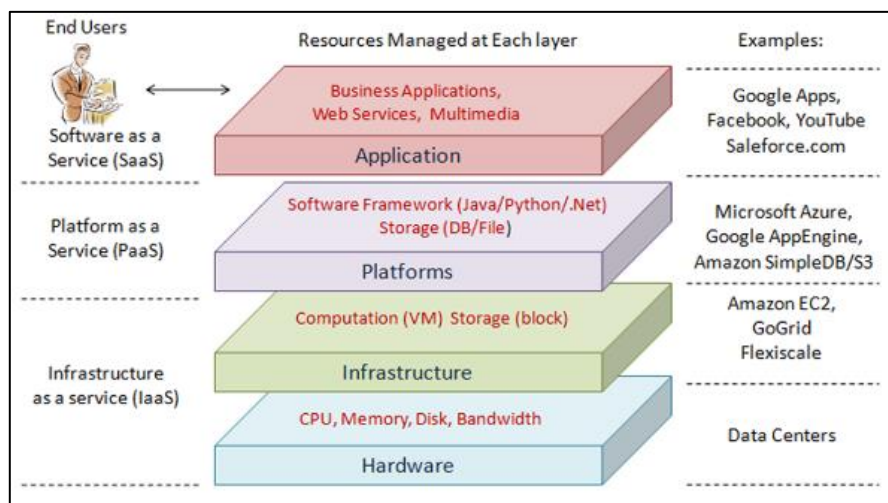 End Users
Resources Managed at Each layer
Examples:
Business Applications,
Web Services, Multimedia
Application
Software as a
Service (SaaS)
Google Apps,
Facebook, YouTube
Saleforce.com
Platform as a
Service (PaaS)
Software Framework (Java/Python/.Net)
Storage (DB/File)
Platforms
Microsoft Azure,
Google AppEngine,
Amazon SimpleDB/S3
Infrastructure
as a service (IaaS)
Computation (VM) Storage (block)
Infrastructure
Amazon EC2,
GoGrid
Flexiscale
CPU, Memory, Disk, Bandwidth
Hardware
Data Centers